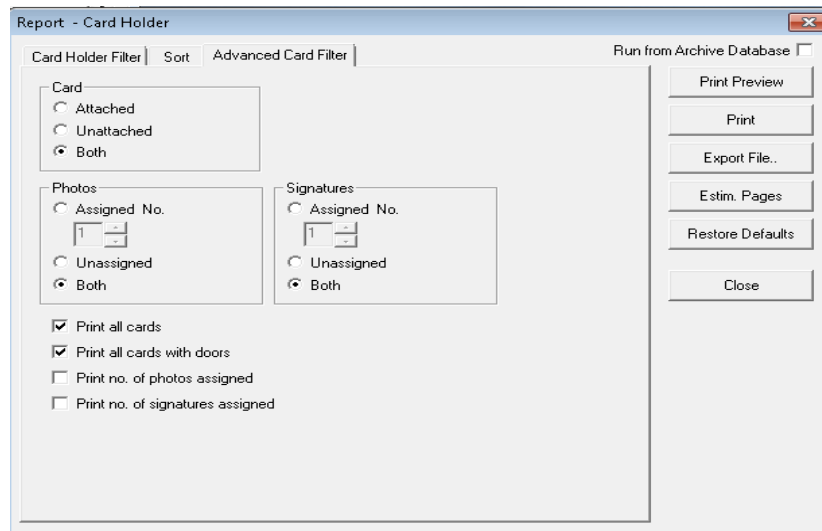 Report - Card Holder
Card Holder Filter
Sort
Advanced Card Filter
Run from Archive Database
Card
Attached
Unattached
Both
Photos
Assigned No.
1
Unassigned
Both
Signatures
Assigned No.
1
Unassigned
Both
Print all cards
Print all cards with doors
Print no. of photos assigned
Print no. of signatures assigned
Print Preview
Print
Export File..
Estim. Pages
Restore Defaults
Close